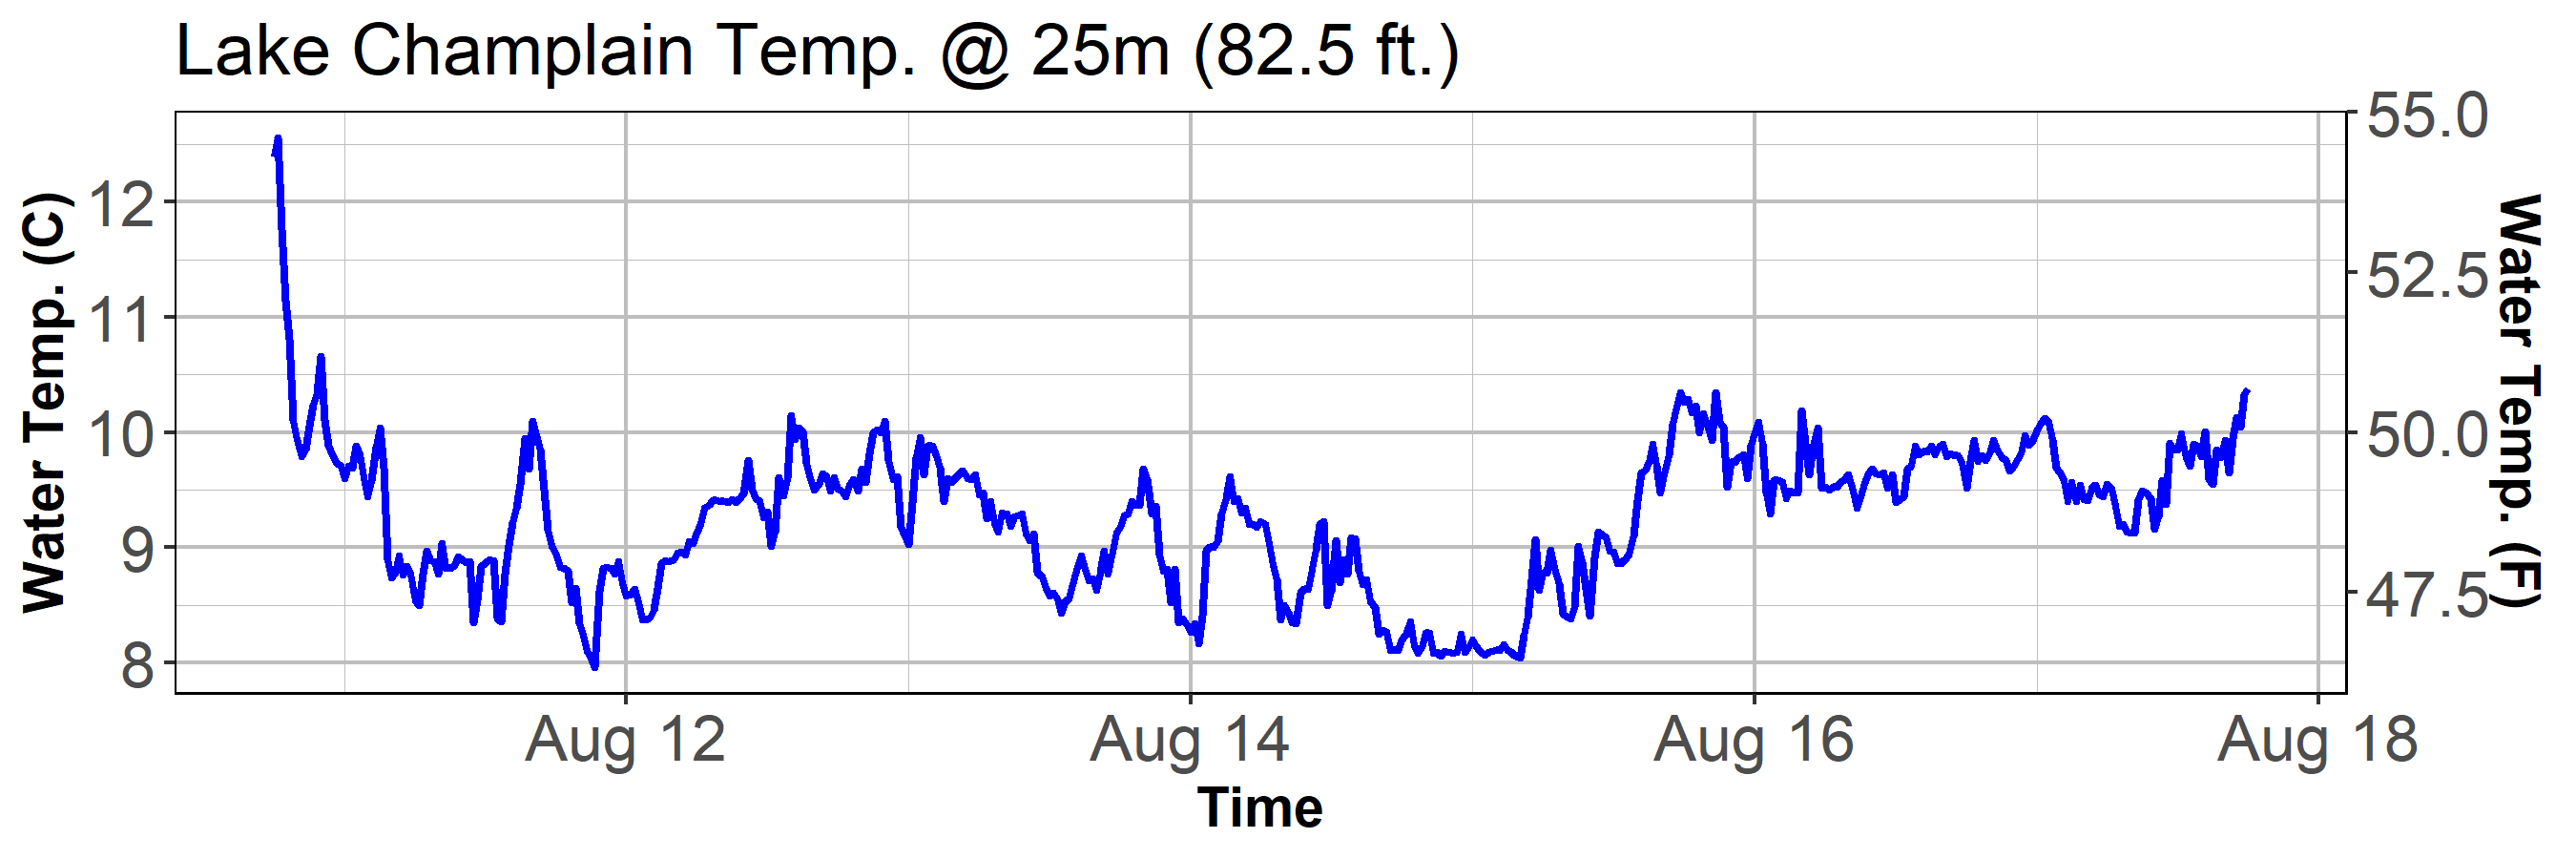 Lake Champlain Temp. @ 25m (82.5 ft.)
Water Temp. (C)
12
11
10
9
8
55.0
52.5
50.0
47.5
Water Temp. (F)
Aug 12 Aug 14 Aug 16 Aug 18
Time